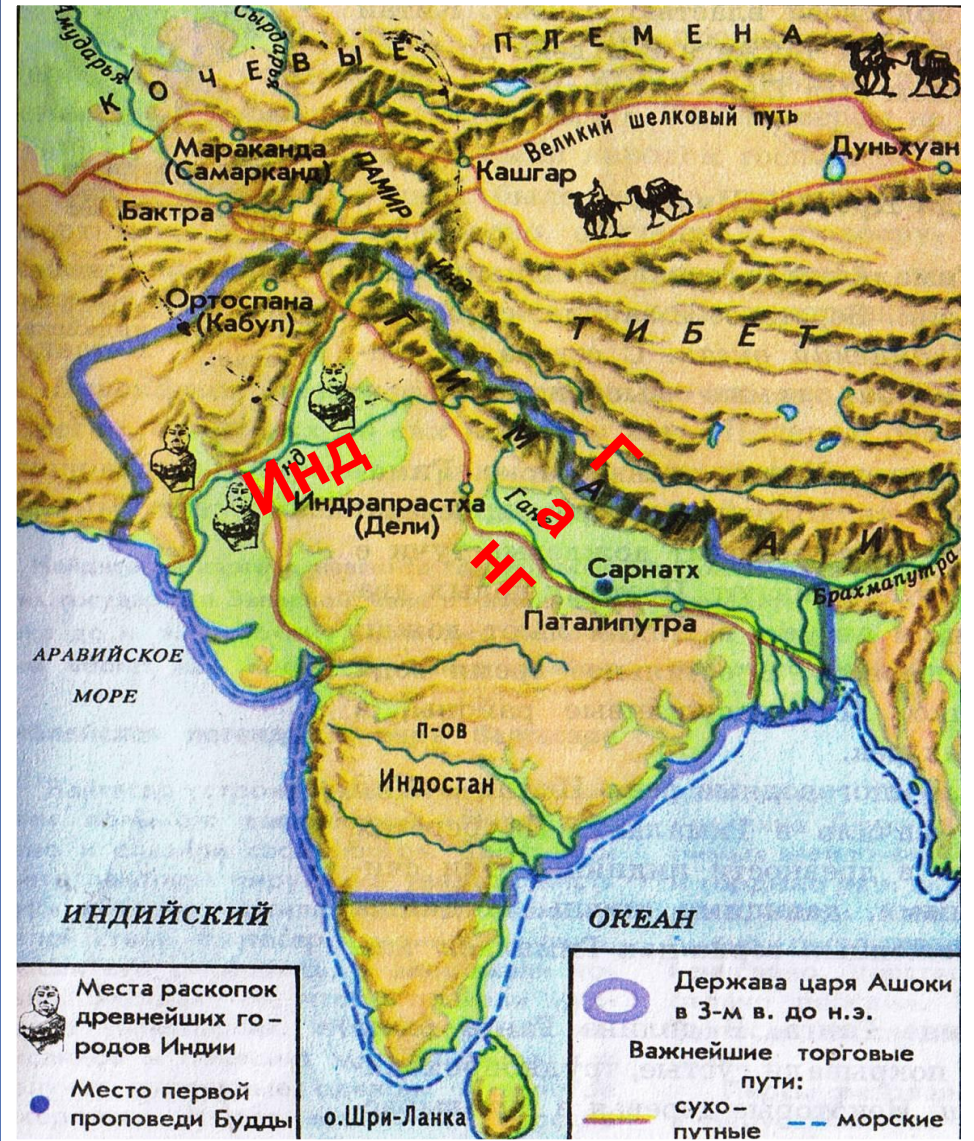 Амударья
Сырдарья
КОЧЕВЫЕ ПЛЕМЕНА
Великий шелковый путь
Мараканда
(Самарканд)
ПАМИР
Кашгар
Дуньхуан
Бактра
Инд
Ортоспана
(Кабул)
ТИБЕТ
ГИМАЛАИ
Инд
нд
Ганг
Индрапрастха
(Дели)
Ган
Сарнатх
Паталипутра
Брахмапутра
АРАВИЙСКОЕ
МОРЕ
п-ов
Индостан
ИНДИЙСКИЙ ОКЕАН
о.Шри-Ланка
Места раскопок
древнейших го-
родов Индии
Место первой
проповеди Будды
Держава царя Ашоки
в 3-м в. до н.э.
Важнейшие торговые
пути:
сухо-
путные
морские